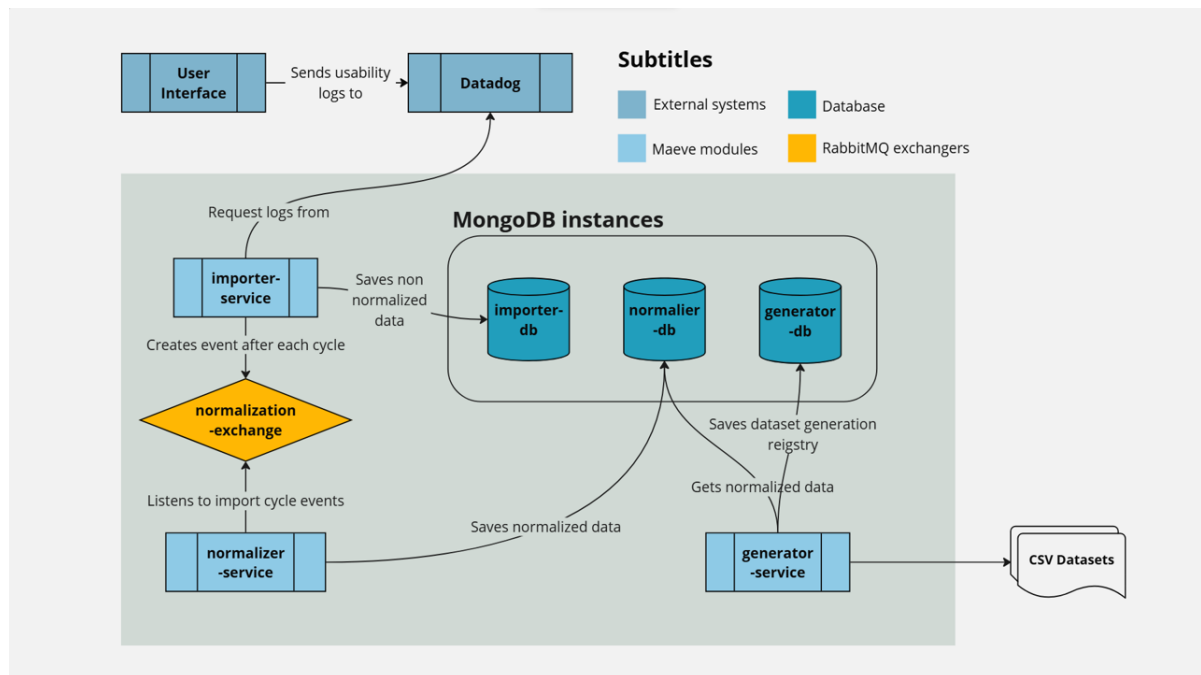 User
Interface
Sends usability
logs to
Datadog
Subtitles
External systems
Database
Maeve modules
RabbitMQ exchangers
Request logs from
MongoDB instances
importer-
service
Saves non
normalized
data
importer-
db
normalier
-db
generator
-db
Creates event after each cycle
normalization
-exchange
Saves dataset generation
reigstry
Listens to import cycle events
Gets normalized data
Saves normalized data
normalizer
-service
generator
-service
CSV Datasets